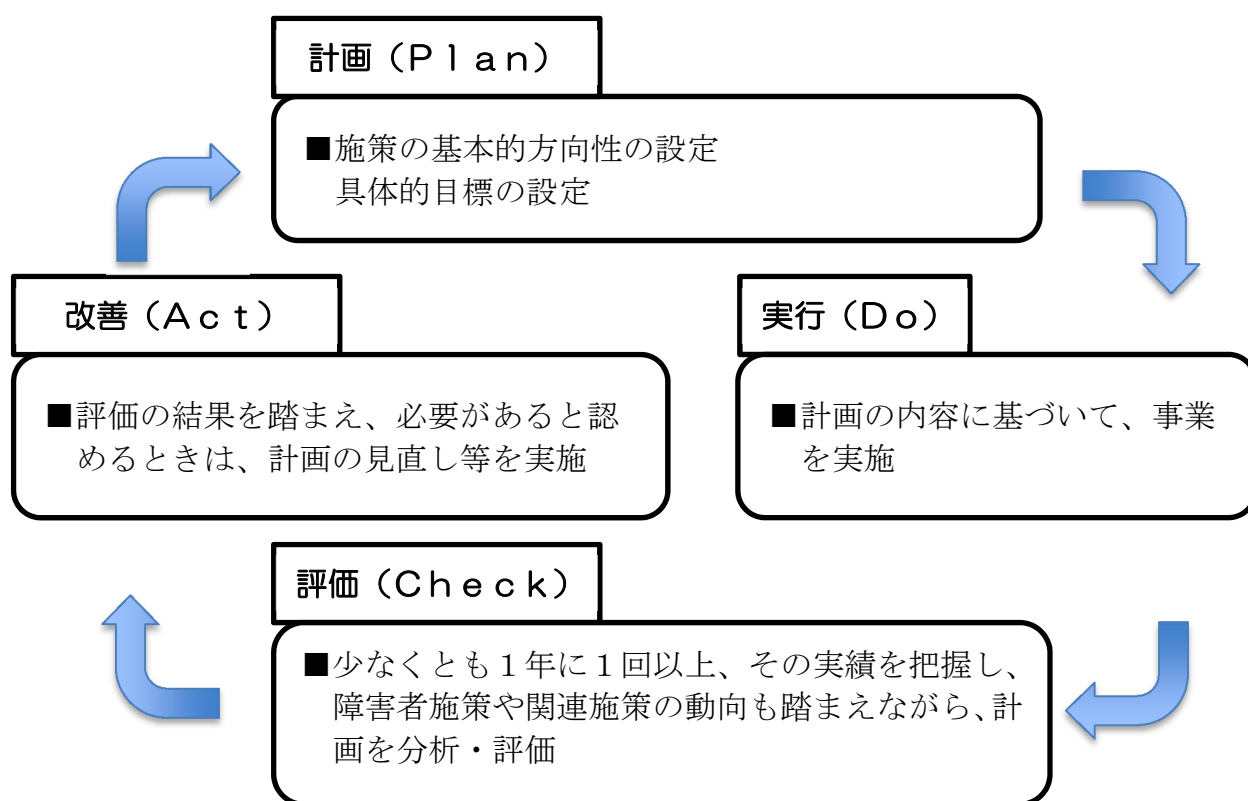 計画（Ｐｌａｎ）
■施策の基本的方向性の設定
具体的目標の設定
改善（Ａｃｔ）
■評価の結果を踏まえ、必要があると認
めるときは、計画の見直し等を実施
実行（Ｄｏ）
■計画の内容に基づいて、事業
を実施
評価（Ｃｈｅｃｋ）
■少なくとも１年に１回以上、その実績を把握し、
障害者施策や関連施策の動向も踏まえながら、計
画を分析・評価